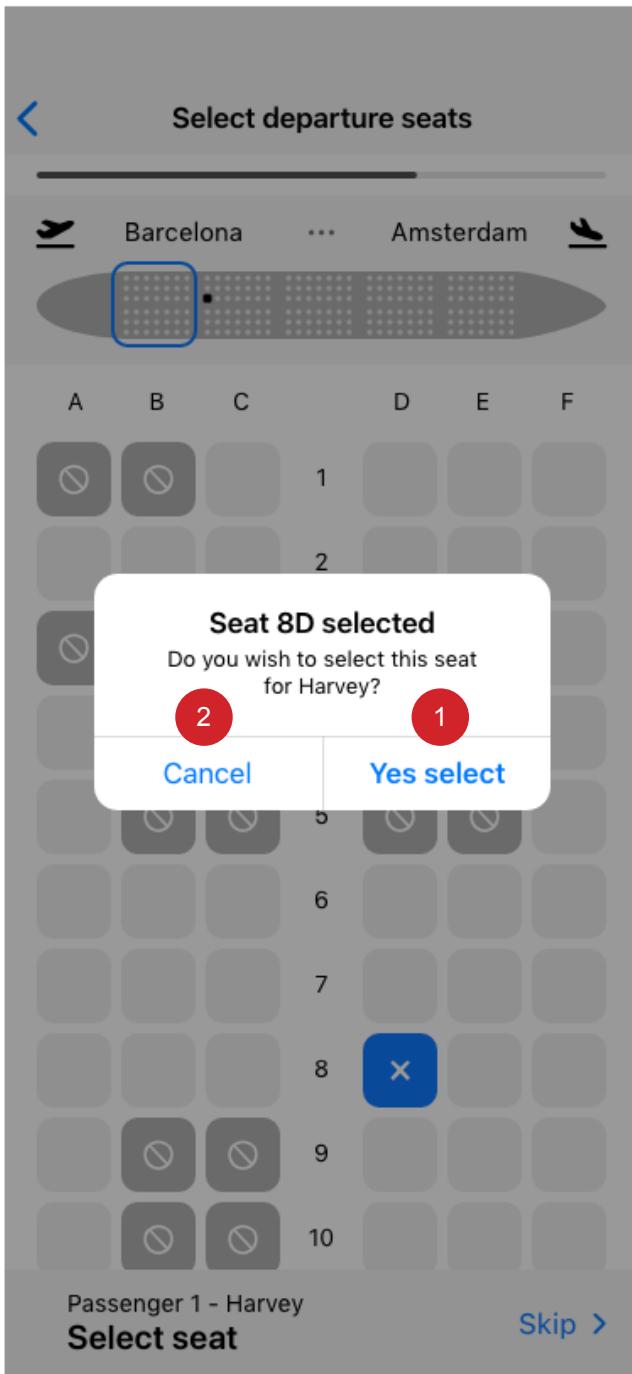 Select departure seats
Barcelona ... Amsterdam
A B C D E F
1
2
Seat 8D selected
Do you wish to select this seat
for Harvey?
2 1
Cancel Yes select
5
6
7
8
9
10
Passenger 1 - Harvey
Select seat
Skip